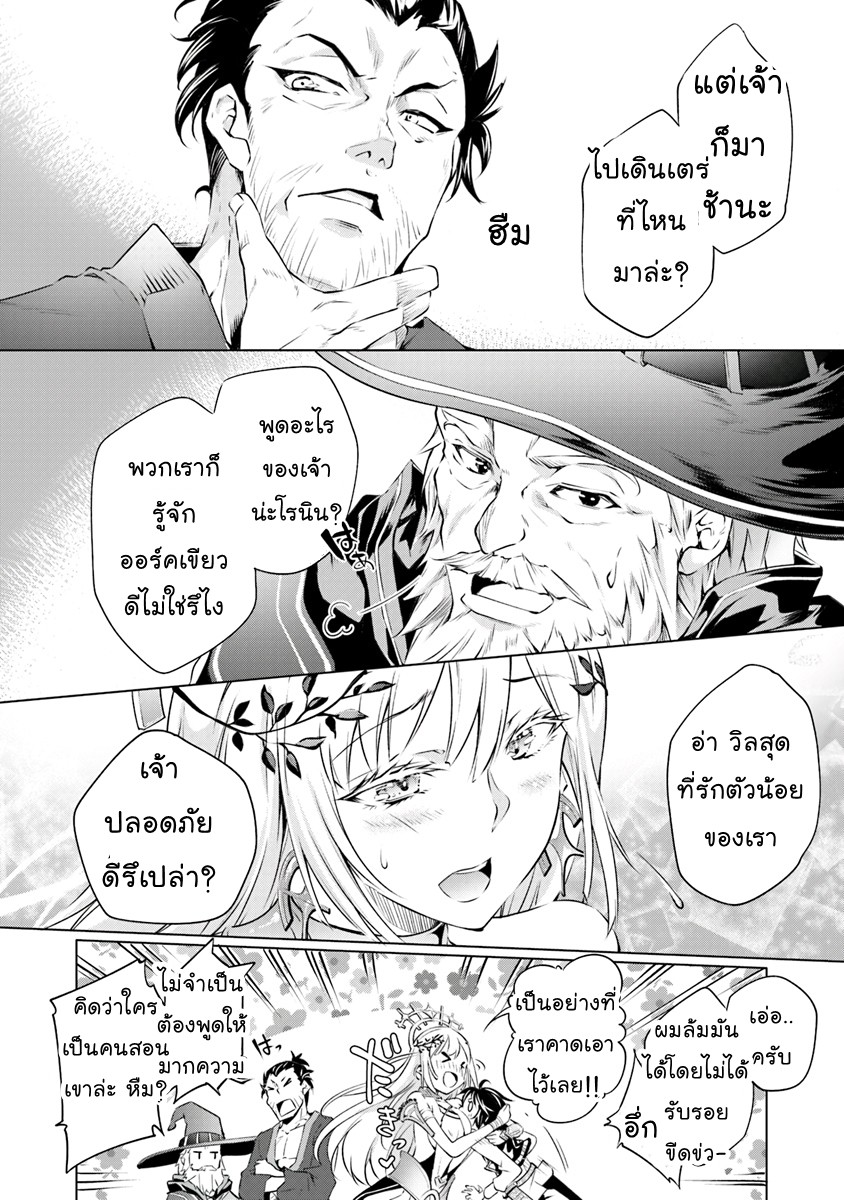 แต่เจ้า
ก็มา
ช้านะ
ไปเดินเตร่
ที่ไหน
มาล่ะ?
ฮืม
พูดอะไร
ของเจ้า
น่ะโรนิน?
พวกเราก็
รู้จัก
ออร์คเขียว
ดีไม่ใช่รึไง
อ่า วิลสุด
ที่รักตัวน้อย
ของเรา
เจ้า
ปลอดภัย
ดีรึเปล่า?
เอ่อ..
ครับ
ผมล้มมัน
ได้โดยไม่ได้
รับรอย
ขีดข่ว-
อึ่ก
เป็นอย่างที่
เราคาดเอา
ไว้เลย!!
だきっ
ไม่จำเป็น
ต้องพูดให้
มากความ
はっ
คิดว่าใคร
เป็นคนสอน
เขาล่ะ หืม?